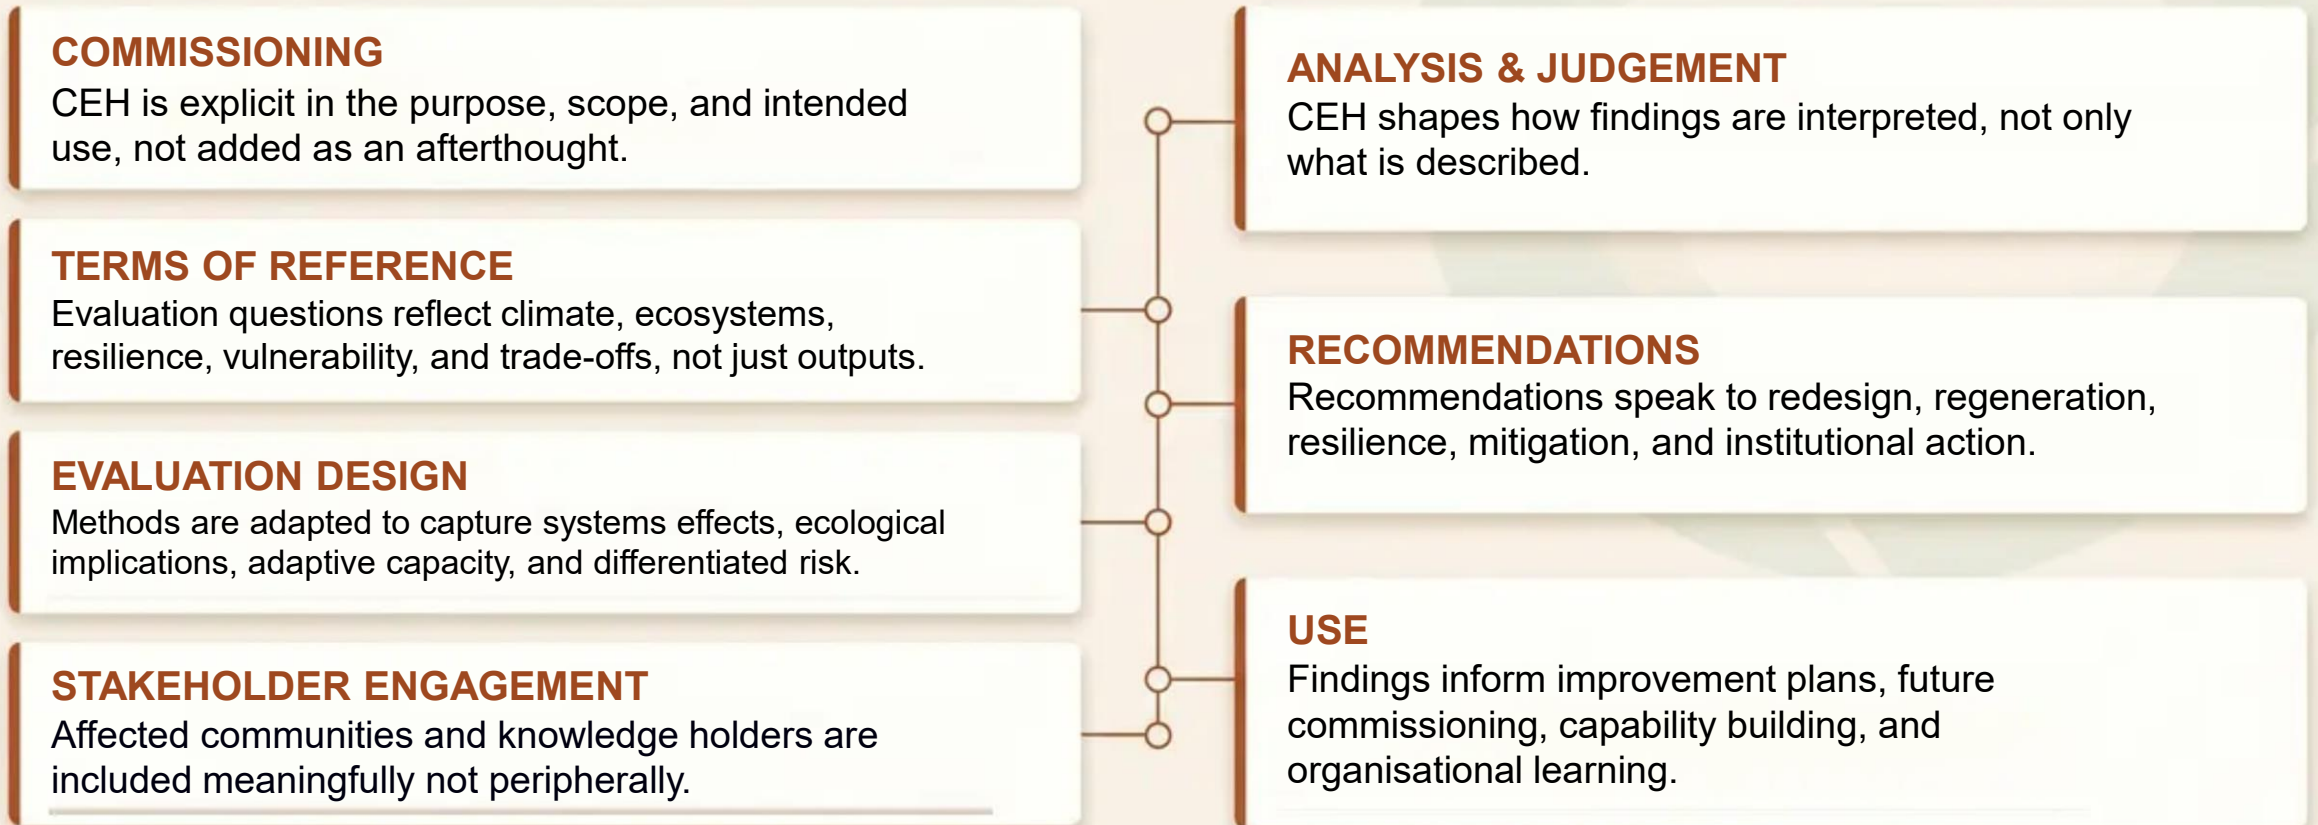 COMMISSIONING
CEH is explicit in the purpose, scope, and intended
use, not added as an afterthought.
TERMS OF REFERENCE
Evaluation questions reflect climate, ecosystems,
resilience, vulnerability, and trade-offs, not just outputs.
EVALUATION DESIGN
Methods are adapted to capture systems effects, ecological
implications, adaptive capacity, and differentiated risk.
STAKEHOLDER ENGAGEMENT
Affected communities and knowledge holders are
included meaningfully not peripherally.
ANALYSIS & JUDGEMENT
CEH shapes how findings are interpreted, not only
what is described.
RECOMMENDATIONS
Recommendations speak to redesign, regeneration,
resilience, mitigation, and institutional action.
USE
Findings inform improvement plans, future
commissioning, capability building, and
organisational learning.